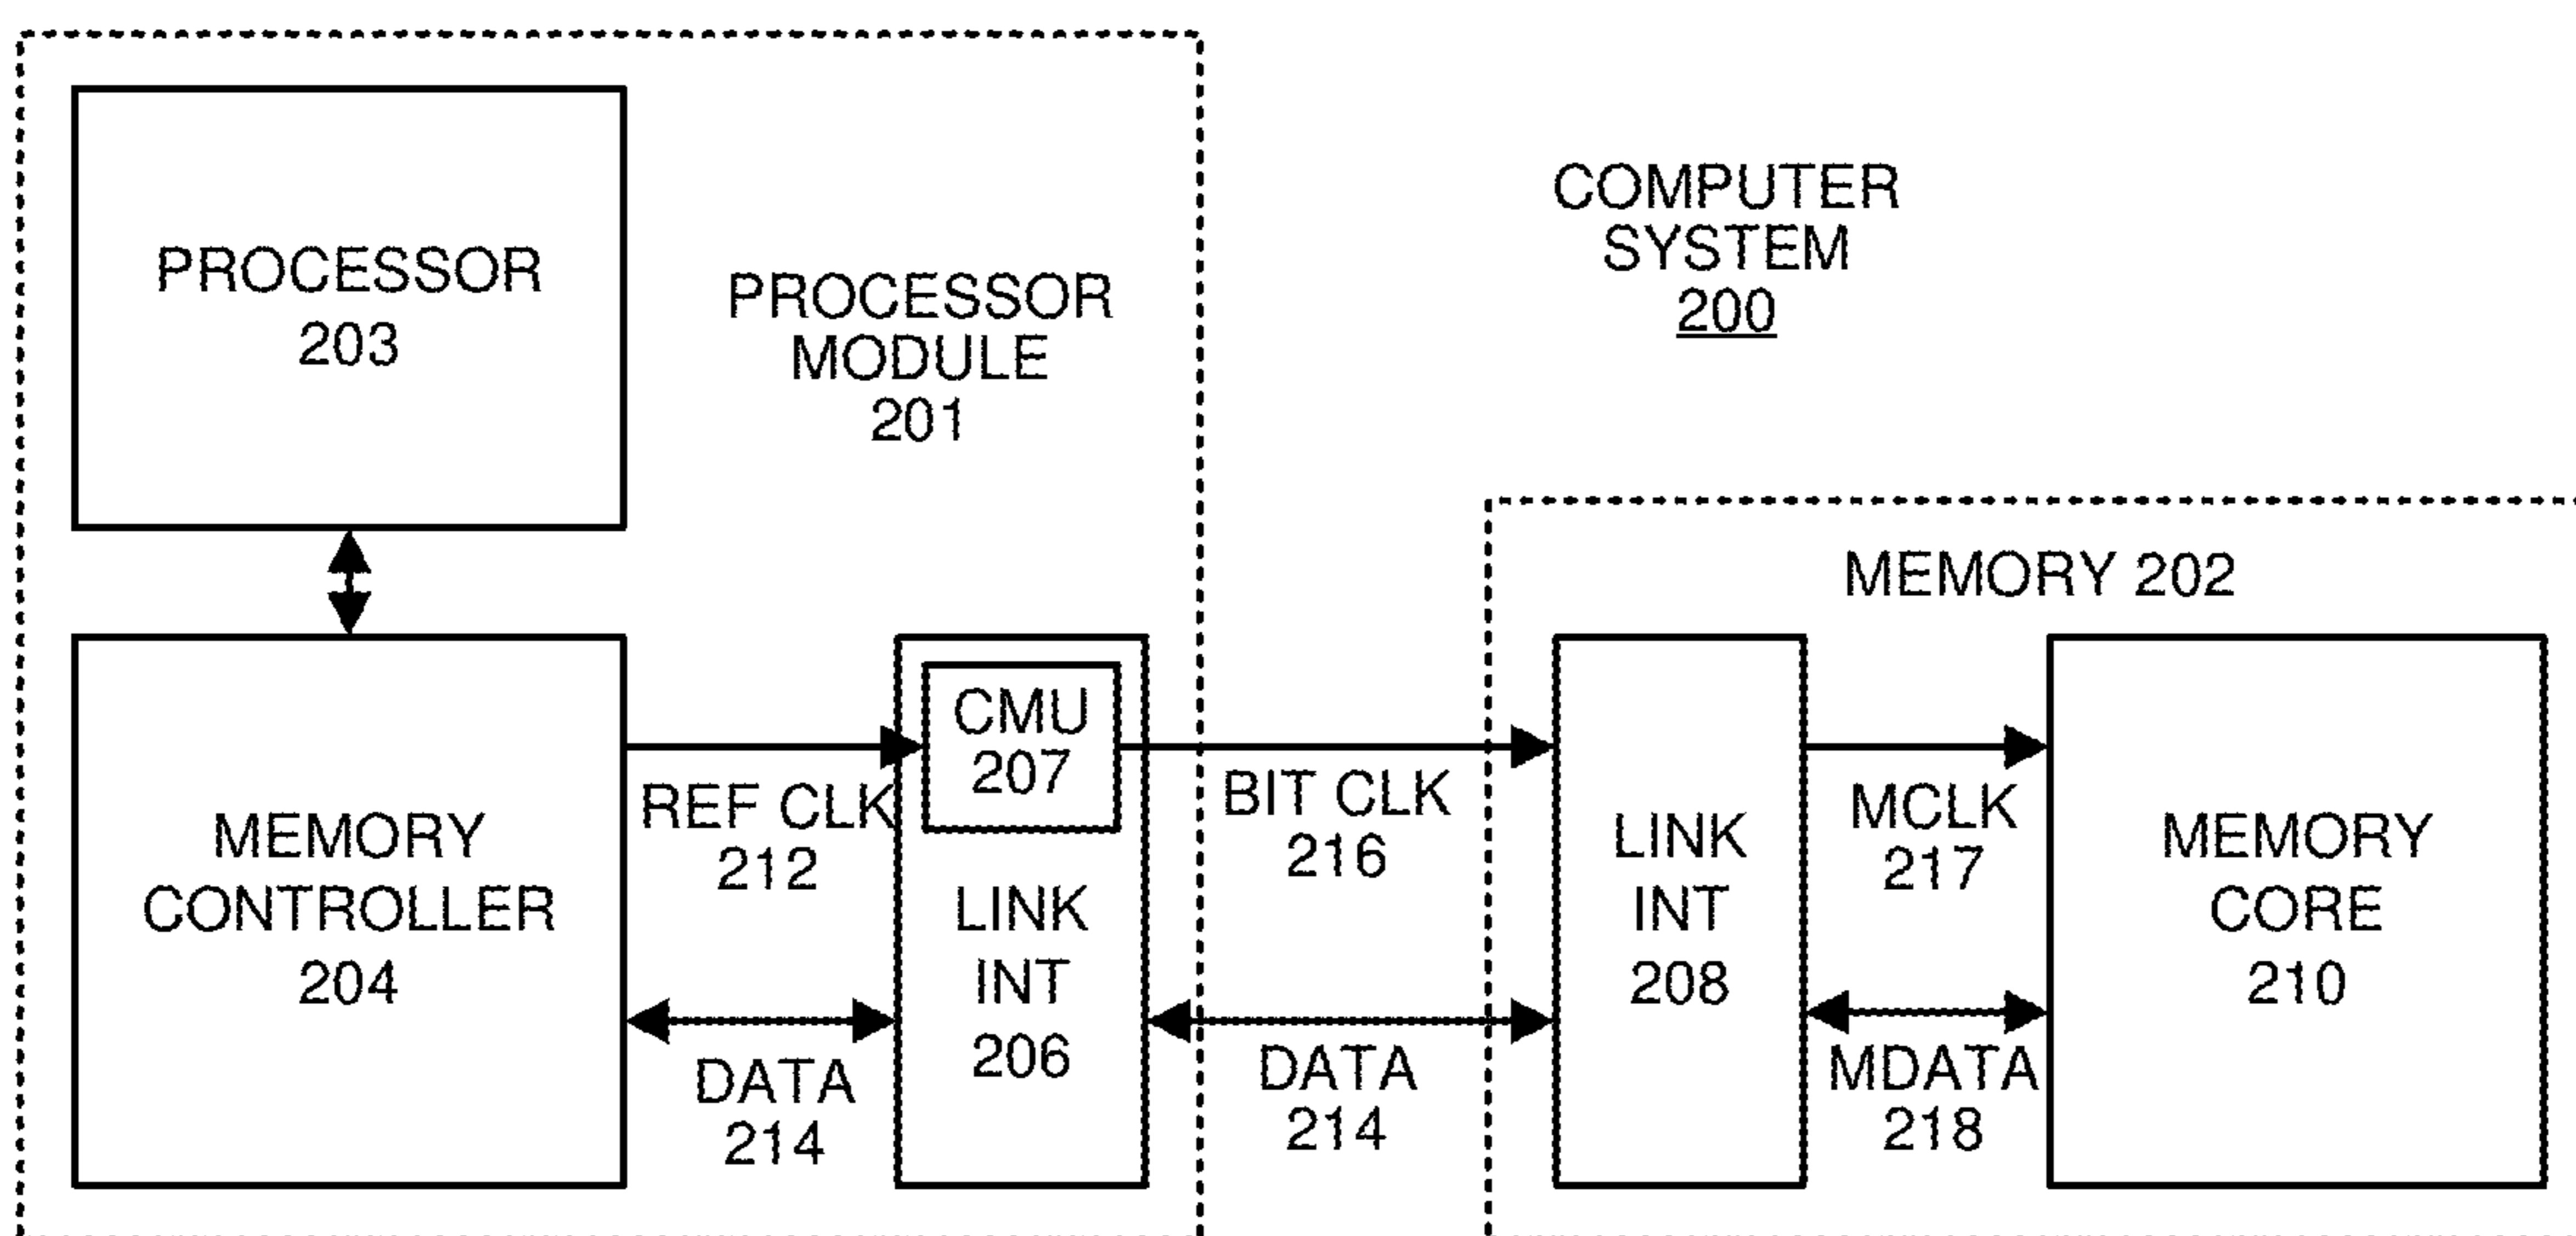 PROCESSOR
203
PROCESSOR
MODULE
201
COMPUTER
SYSTEM
200
MEMORY 202
MEMORY
CONTROLLER
204
REF CLK
212
DATA
214
CMU
207
LINK
INT
206
BIT CLK
216
DATA
214
LINK
INT
208
MCLK
217
MDATA
218
MEMORY
CORE
210